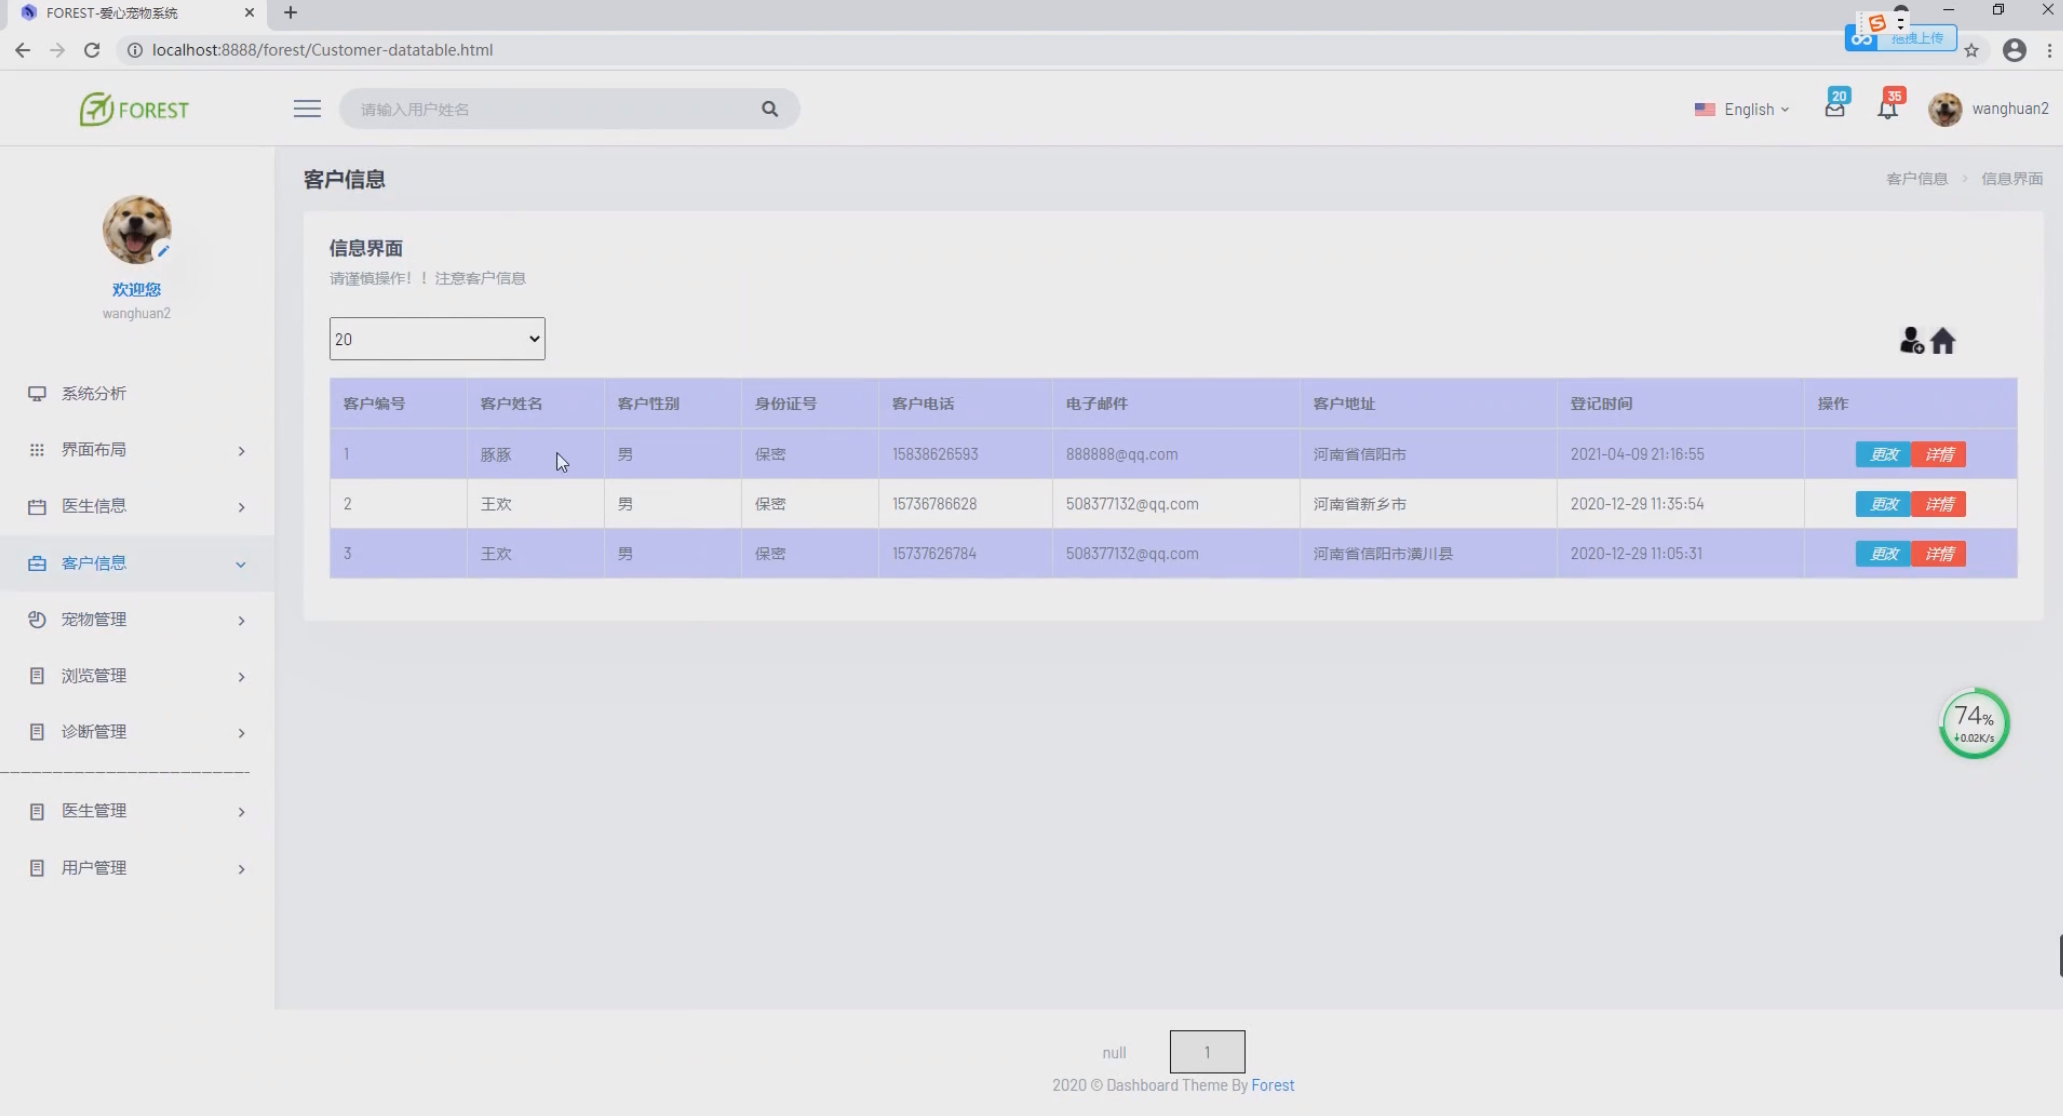 FOREST-爱心宠物系统
localhost:8888/forest/Customer-datatable.html
拖拽上传
FOREST
请输入用户姓名
English
20
35
wanghuan2
欢迎您
wanghuan2
系统分析
界面布局
医生信息
客户信息
宠物管理
浏览管理
诊断管理
医生管理
用户管理
客户信息
客户信息 > 信息界面
信息界面
请谨慎操作！！注意客户信息
20
客户编号 客户姓名 客户性别 身份证号 客户电话 电子邮件 客户地址 登记时间 操作
1 豚豚 男 保密 15838626593 888888@qq.com 河南省信阳市 2021-04-09 21:16:55 更改 详情
2 王欢 男 保密 15736786628 508377132@qq.com 河南省新乡市 2020-12-29 11:35:54 更改 详情
3 王欢 男 保密 15737626784 508377132@qq.com 河南省信阳市潢川县 2020-12-29 11:05:31 更改 详情
74%
↓0.02K/s
null 1
2020 © Dashboard Theme By Forest